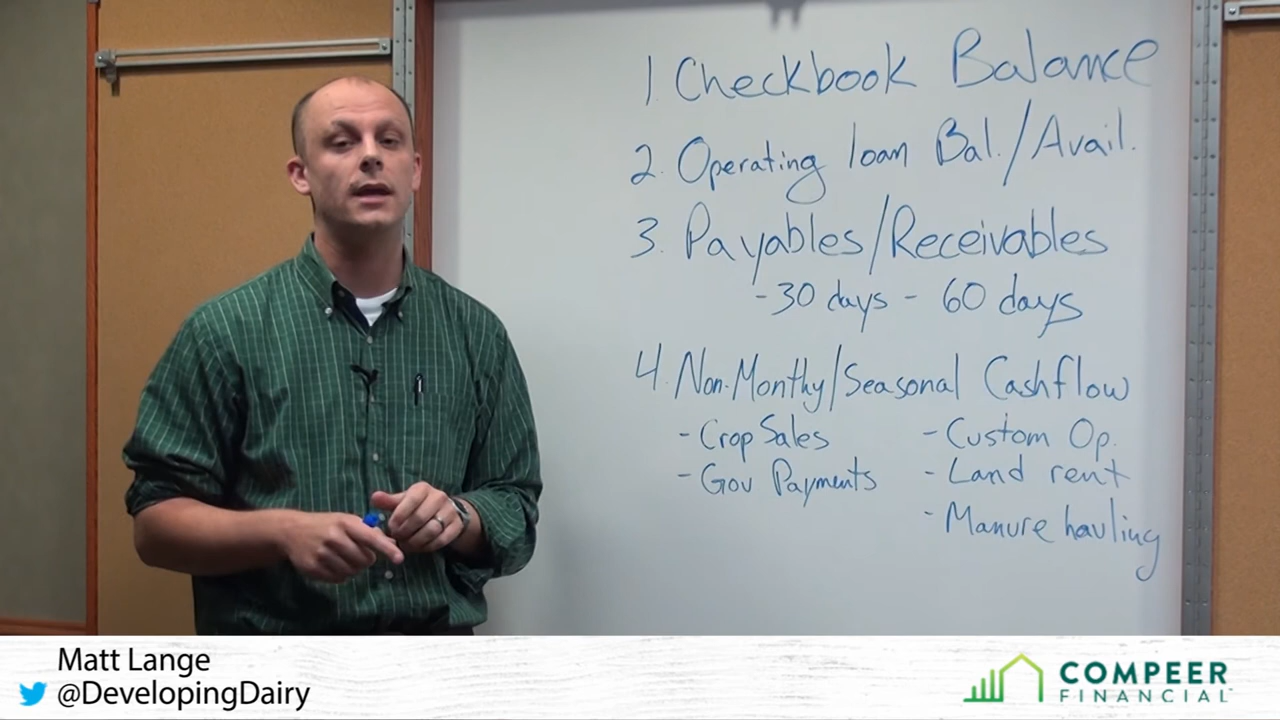 1 Checkbook Balance
2. Operating loan Bal./Avail.
3. Payables/Receivables
-30 days - 60 days
4. Non-Monthy/Seasonal Cashflow
- Crop Sales
- Gov Payments
- Custom Op.
- Land rent
- Manure hauling
Matt Lange
@DevelopingDairy
COMPEER
FINANCIAL